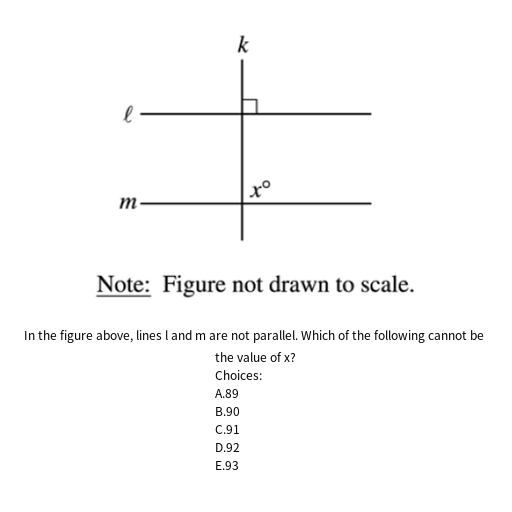 k
ℓ
x°
m
Note: Figure not drawn to scale.
In the figure above, lines l and m are not parallel. Which of the following cannot be
the value of x?
Choices:
A.89
B.90
C.91
D.92
E.93